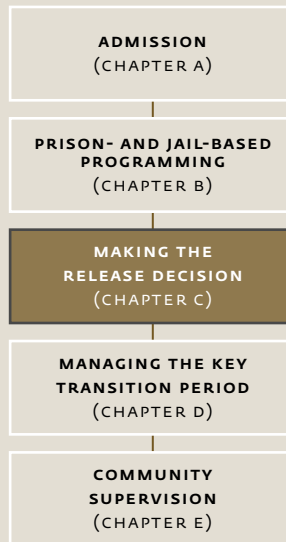 ADMISSION
(CHAPTER A)
PRISON- AND JAIL-BASED
PROGRAMMING
(CHAPTER B)
MAKING THE
RELEASE DECISION
(CHAPTER C)
MANAGING THE KEY
TRANSITION PERIOD
(CHAPTER D)
COMMUNITY
SUPERVISION
(CHAPTER E)